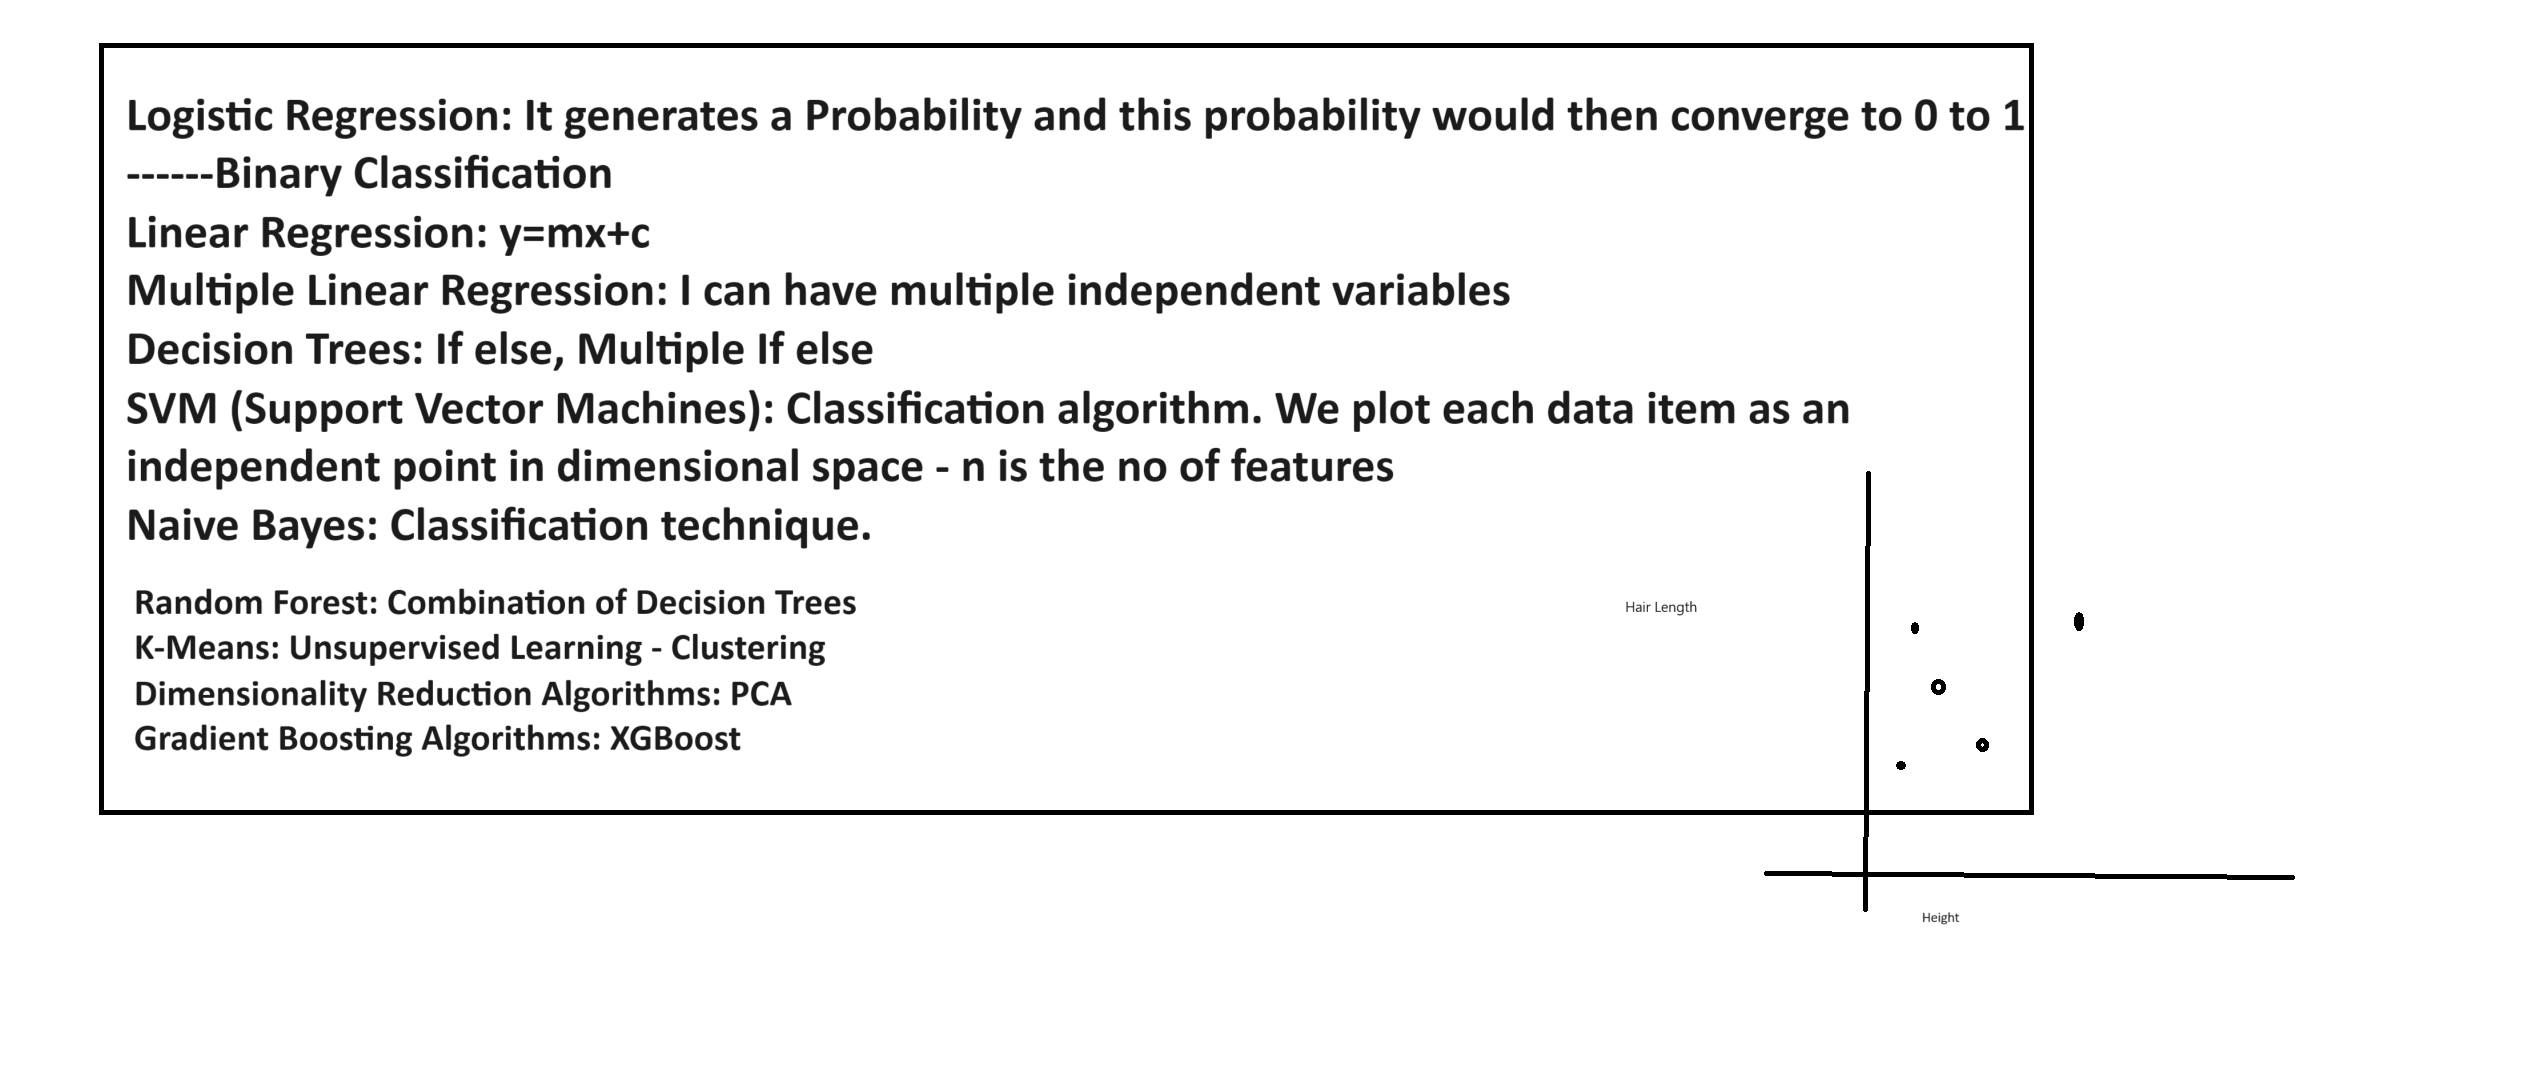 Logistic Regression: It generates a Probability and this probability would then converge to 0 to 1
------Binary Classification
Linear Regression: y=mx+c
Multiple Linear Regression: I can have multiple independent variables
Decision Trees: If else, Multiple If else
SVM (Support Vector Machines): Classification algorithm. We plot each data item as an
independent point in dimensional space - n is the no of features
Naive Bayes: Classification technique.
Random Forest: Combination of Decision Trees
K-Means: Unsupervised Learning - Clustering
Dimensionality Reduction Algorithms: PCA
Gradient Boosting Algorithms: XGBoost
Hair Length
Height